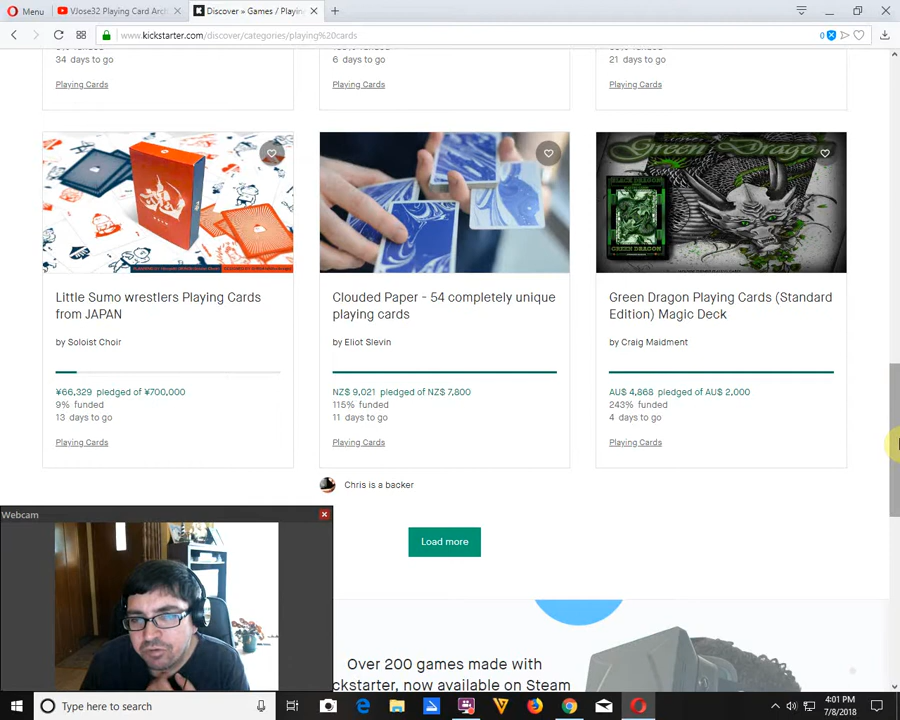 Menu
VJose32 Playing Card Arch
Discover » Games / Playin
www.kickstarter.com/discover/categories/playing%20cards
0
34 days to go
6 days to go
21 days to go
Playing Cards
Playing Cards
Playing Cards
Little Sumo wrestlers Playing Cards
from JAPAN
by Soloist Choir
¥66,329 pledged of ¥700,000
9% funded
13 days to go
Playing Cards
Clouded Paper - 54 completely unique
playing cards
by Eliot Slevin
NZ$ 9,021 pledged of NZ$ 7,800
115% funded
11 days to go
Playing Cards
Chris is a backer
Green Dragon
GREEN DRAGON
Green Dragon Playing Cards (Standard
Edition) Magic Deck
by Craig Maidment
AU$ 4,868 pledged of AU$ 2,000
243% funded
4 days to go
Playing Cards
Load more
Webcam
Over 200 games made with
ckstarter, now available on Steam
Type here to search
4:01 PM
7/8/2018